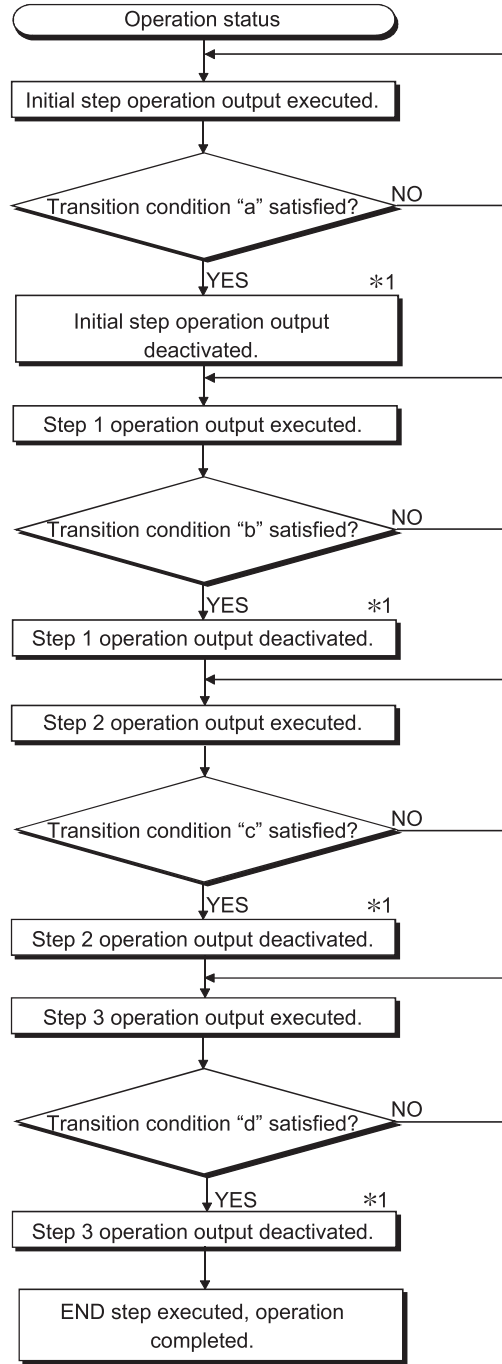 Operation status
Initial step operation output executed.
Transition condition “a” satisfied?
NO
YES
*1
Initial step operation output
deactivated.
Step 1 operation output executed.
Transition condition “b” satisfied?
NO
YES
*1
Step 1 operation output deactivated.
Step 2 operation output executed.
Transition condition “c” satisfied?
NO
YES
*1
Step 2 operation output deactivated.
Step 3 operation output executed.
Transition condition “d” satisfied?
NO
YES
*1
Step 3 operation output deactivated.
END step executed, operation
completed.